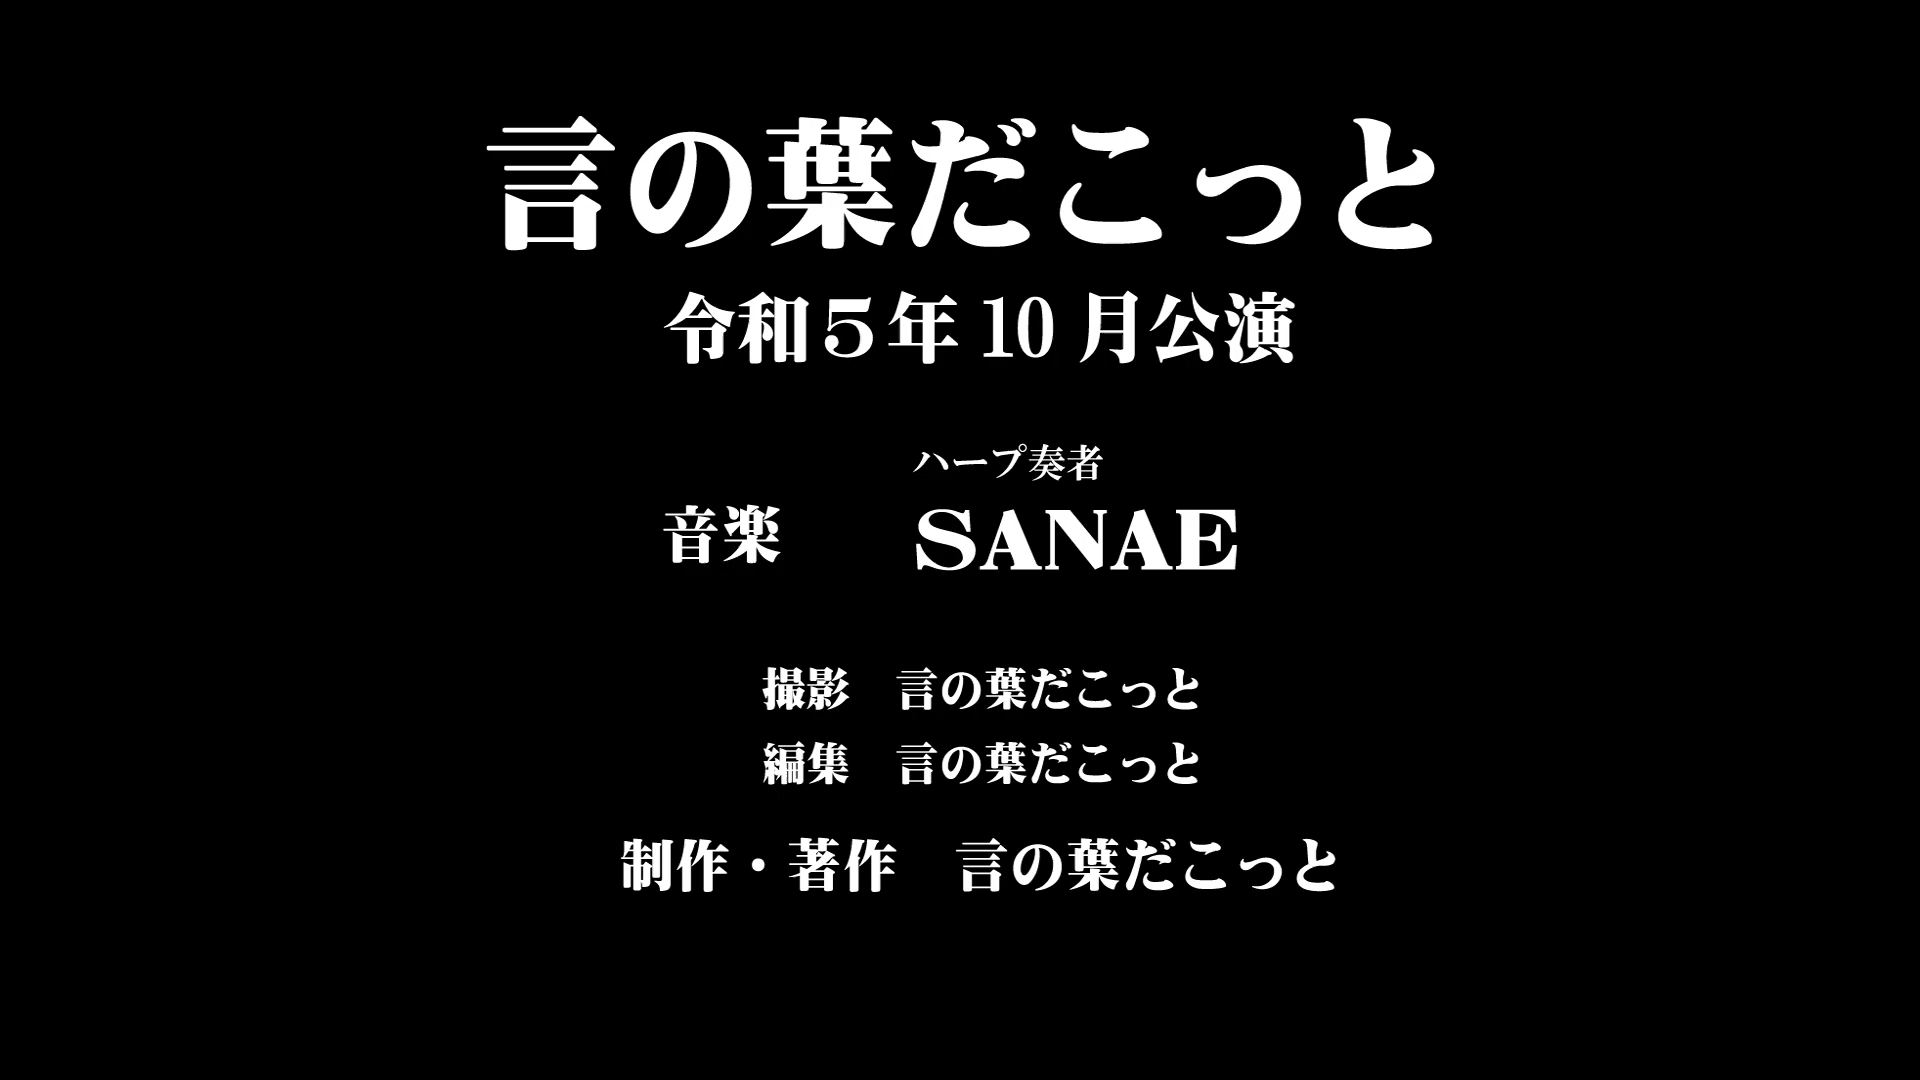 言の葉だこっと
令和５年 10 月公演
ハープ奏者
音楽　SANAE
撮影　言の葉だこっと
編集　言の葉だこっと
制作・著作　言の葉だこっと